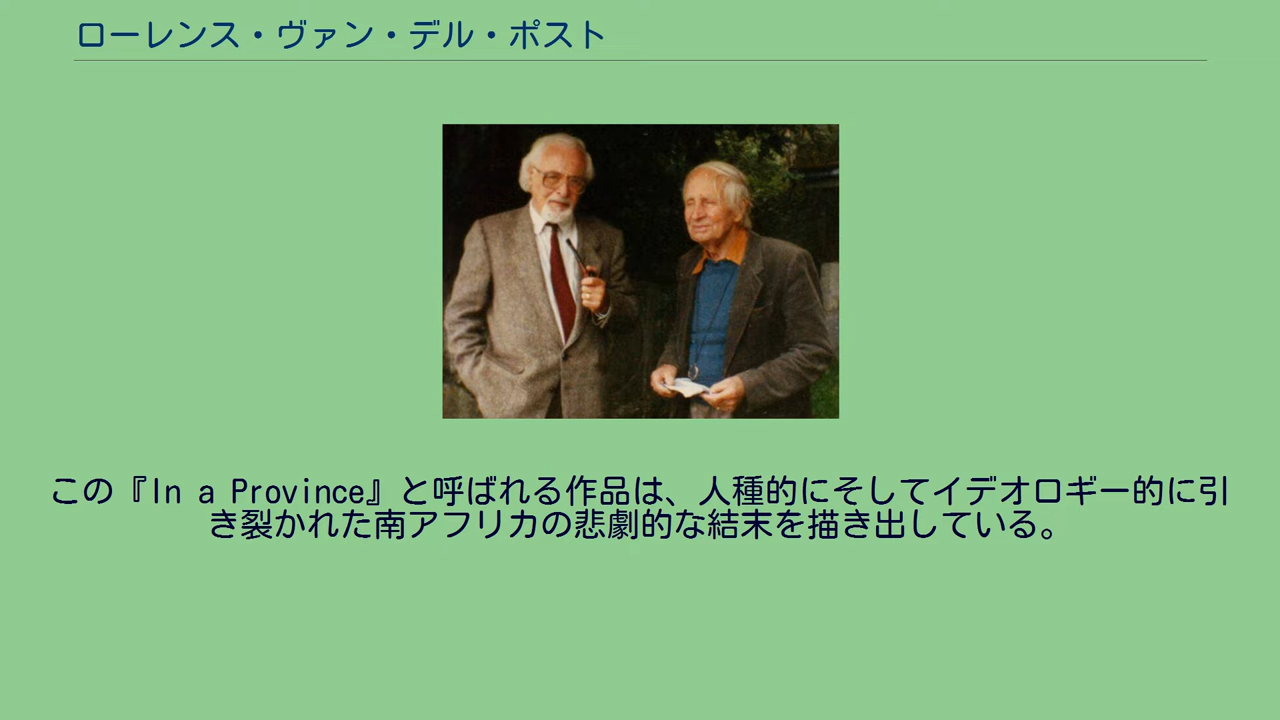 ローレンス・ヴァン・デル・ポスト
この『In a Province』と呼ばれる作品は、人種的にそしてイデオロギー的に引
き裂かれた南アフリカの悲劇的な結末を描き出している。